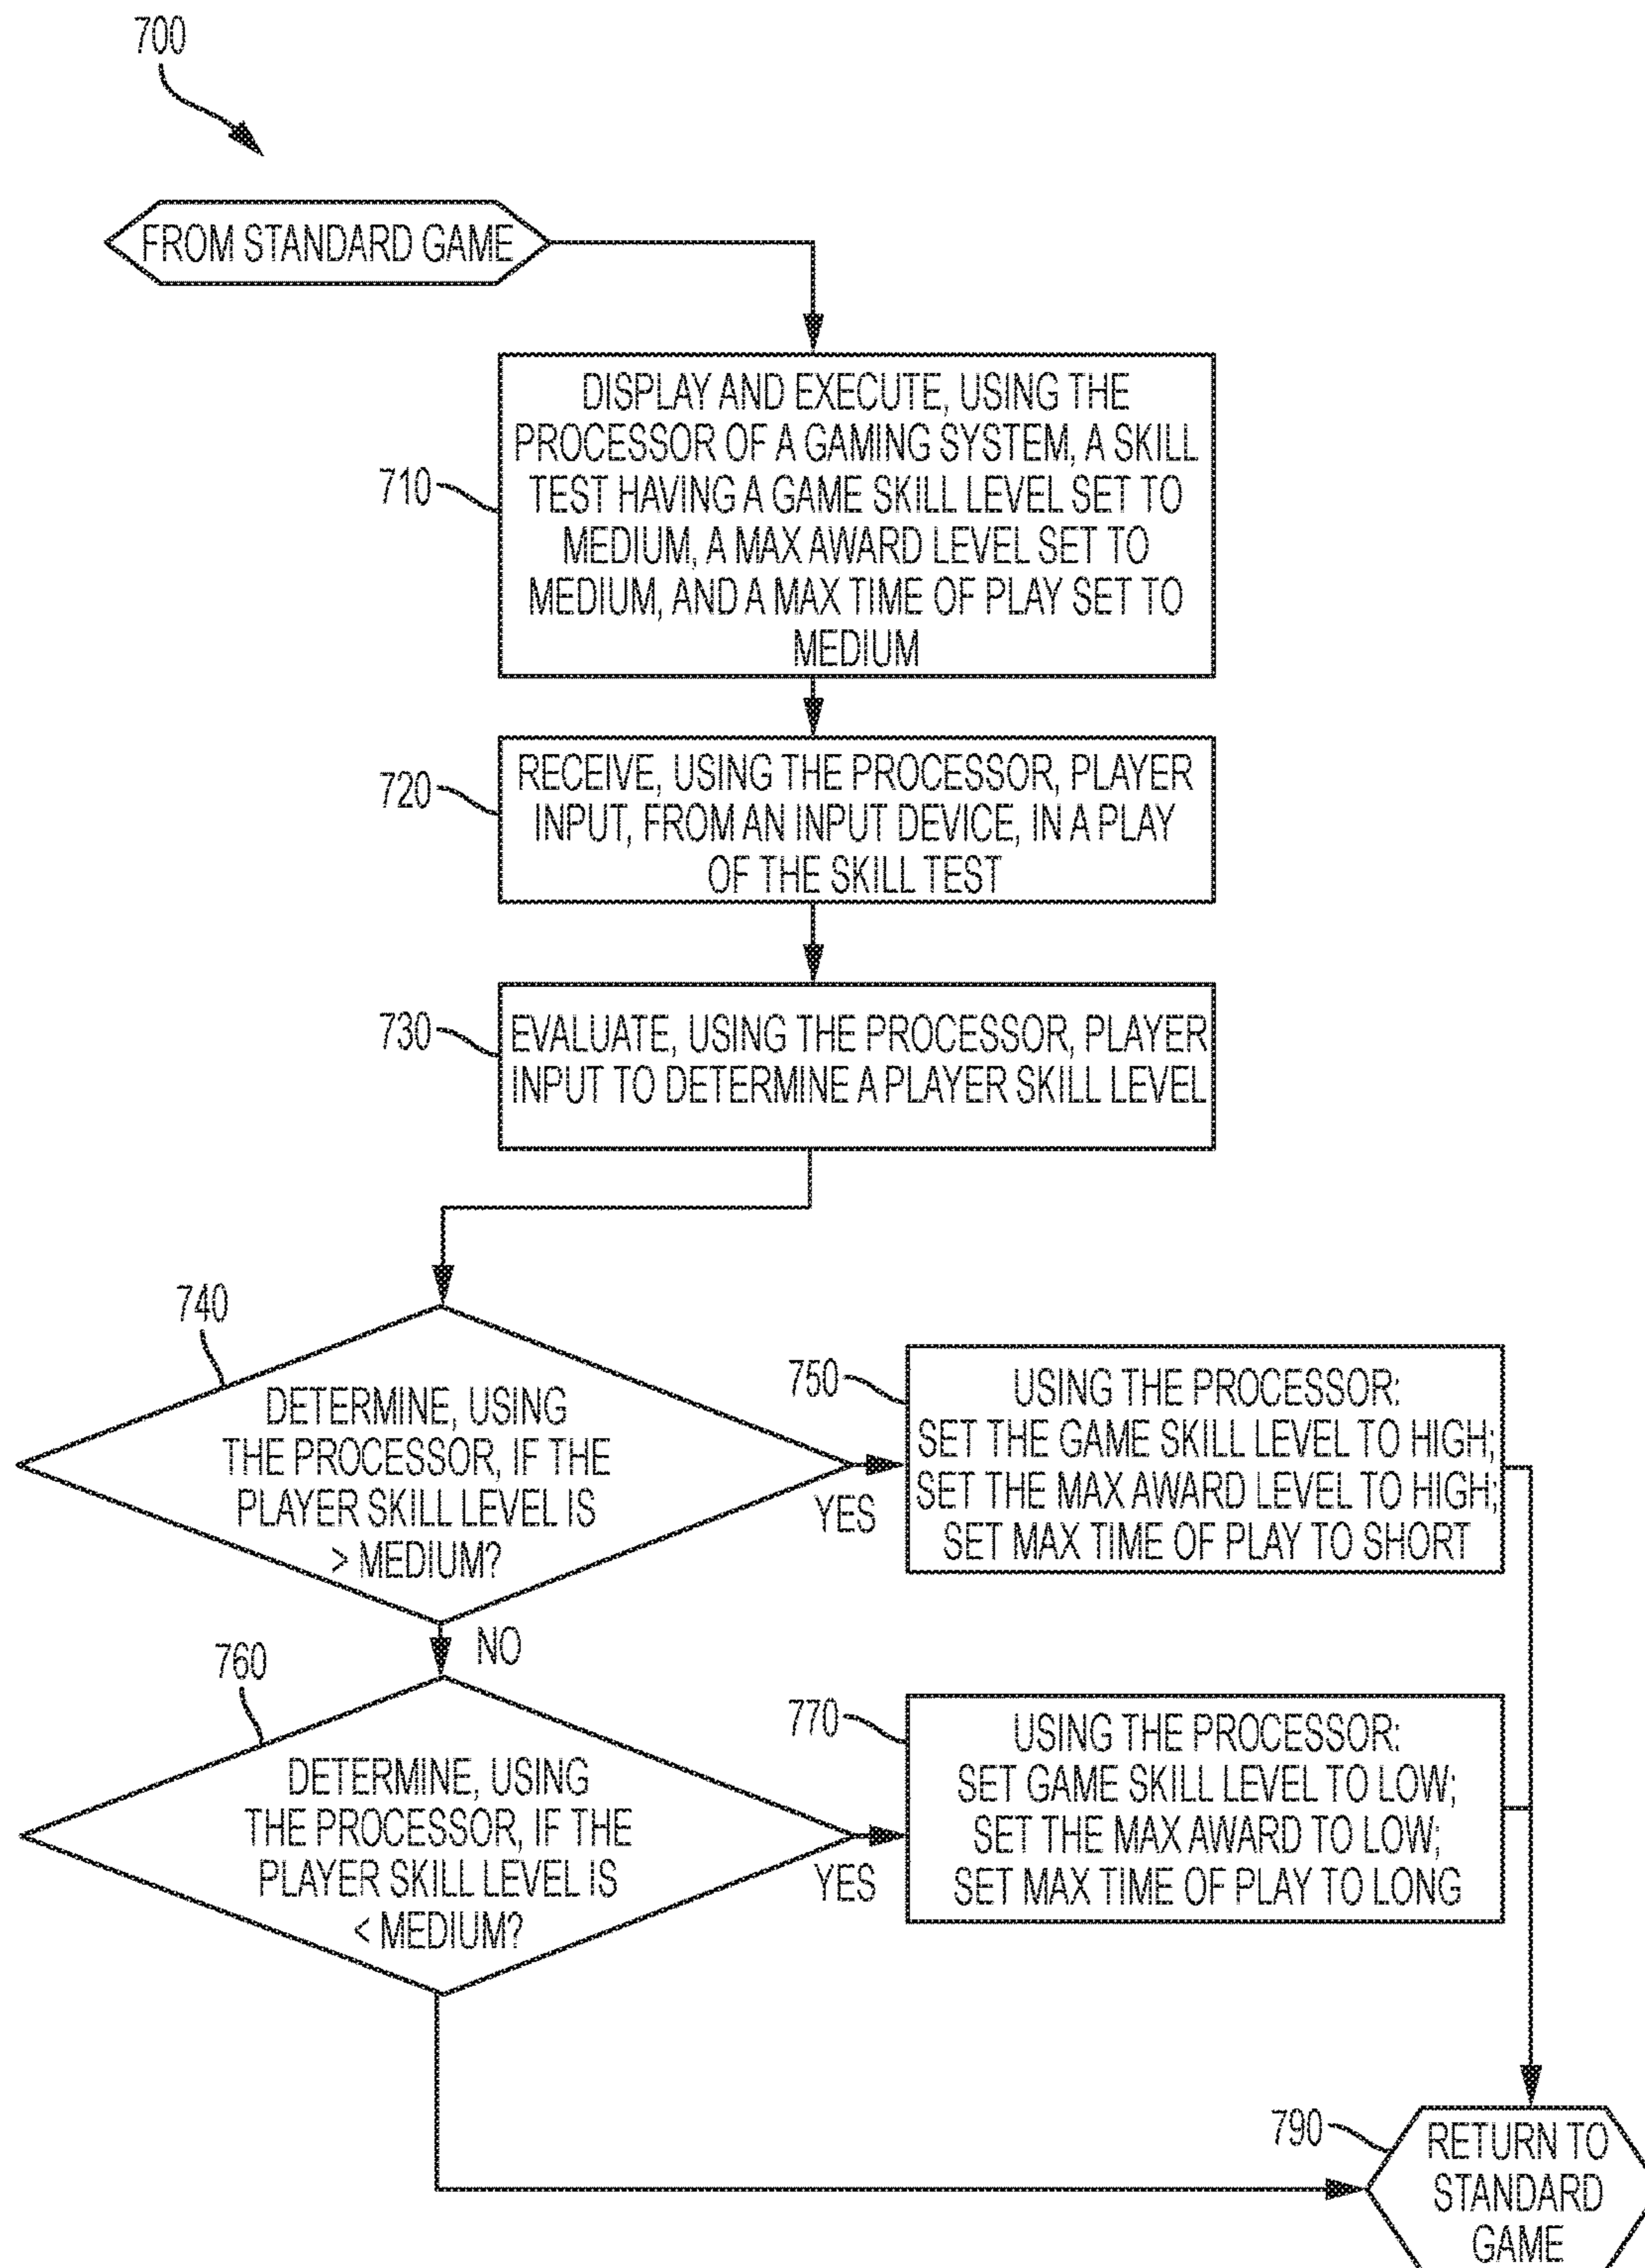 700
FROM STANDARD GAME
710
DISPLAY AND EXECUTE, USING THE
PROCESSOR OF A GAMING SYSTEM, A SKILL
TEST HAVING A GAME SKILL LEVEL SET TO
MEDIUM, A MAX AWARD LEVEL SET TO
MEDIUM, AND A MAX TIME OF PLAY SET TO
MEDIUM
720
RECEIVE, USING THE PROCESSOR, PLAYER
INPUT, FROM AN INPUT DEVICE, IN A PLAY
OF THE SKILL TEST
730
EVALUATE, USING THE PROCESSOR, PLAYER
INPUT TO DETERMINE A PLAYER SKILL LEVEL
740
DETERMINE, USING
THE PROCESSOR, IF THE
PLAYER SKILL LEVEL IS
> MEDIUM?
YES
750
USING THE PROCESSOR:
SET THE GAME SKILL LEVEL TO HIGH;
SET THE MAX AWARD LEVEL TO HIGH;
SET MAX TIME OF PLAY TO SHORT
NO
760
DETERMINE, USING
THE PROCESSOR, IF THE
PLAYER SKILL LEVEL IS
< MEDIUM?
YES
770
USING THE PROCESSOR:
SET GAME SKILL LEVEL TO LOW;
SET THE MAX AWARD TO LOW;
SET MAX TIME OF PLAY TO LONG
790
RETURN TO
STANDARD
GAME